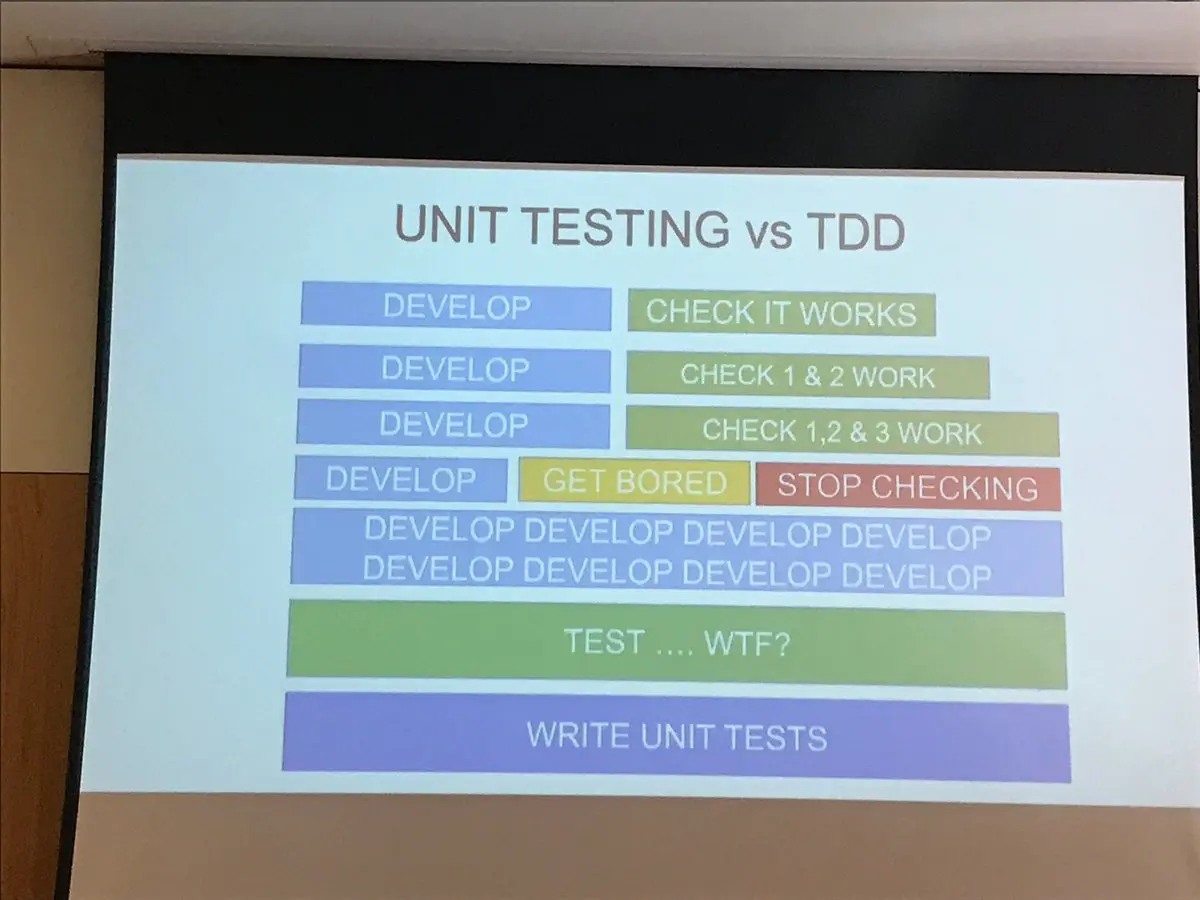 UNIT TESTING vs TDD
DEVELOP CHECK IT WORKS
DEVELOP CHECK 1 & 2 WORK
DEVELOP CHECK 1,2 & 3 WORK
DEVELOP GET BORED STOP CHECKING
DEVELOP DEVELOP DEVELOP DEVELOP
DEVELOP DEVELOP DEVELOP DEVELOP
TEST .... WTF?
WRITE UNIT TESTS